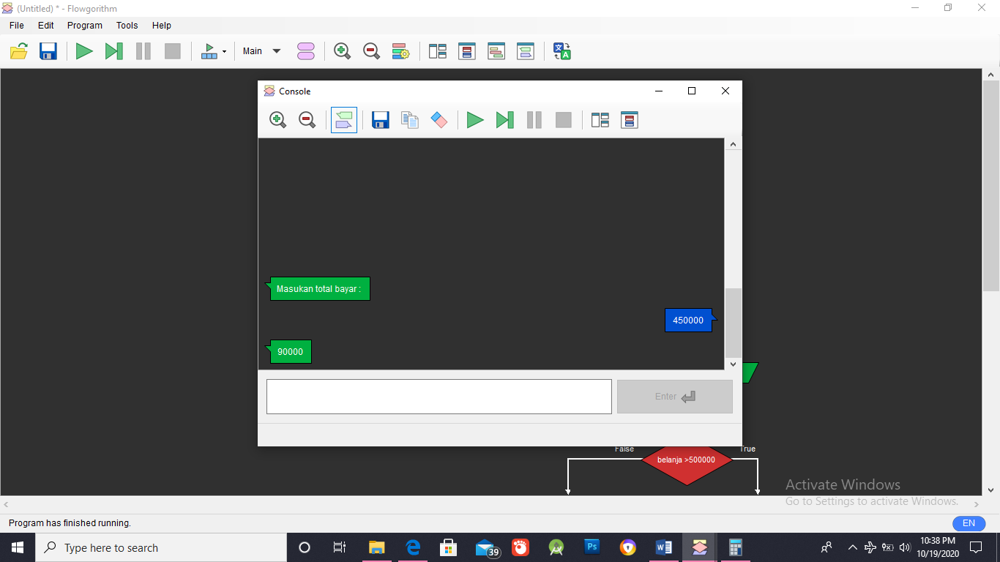 (Untitled) * - Flowgorithm
File Edit Program Tools Help
Main
Console
Masukan total bayar :
450000
90000
Enter
False
True
belanja >500000
Activate Windows
Go to Settings to activate Windows.
Program has finished running.
EN
Type here to search
39
Ps
10:38 PM
10/19/2020